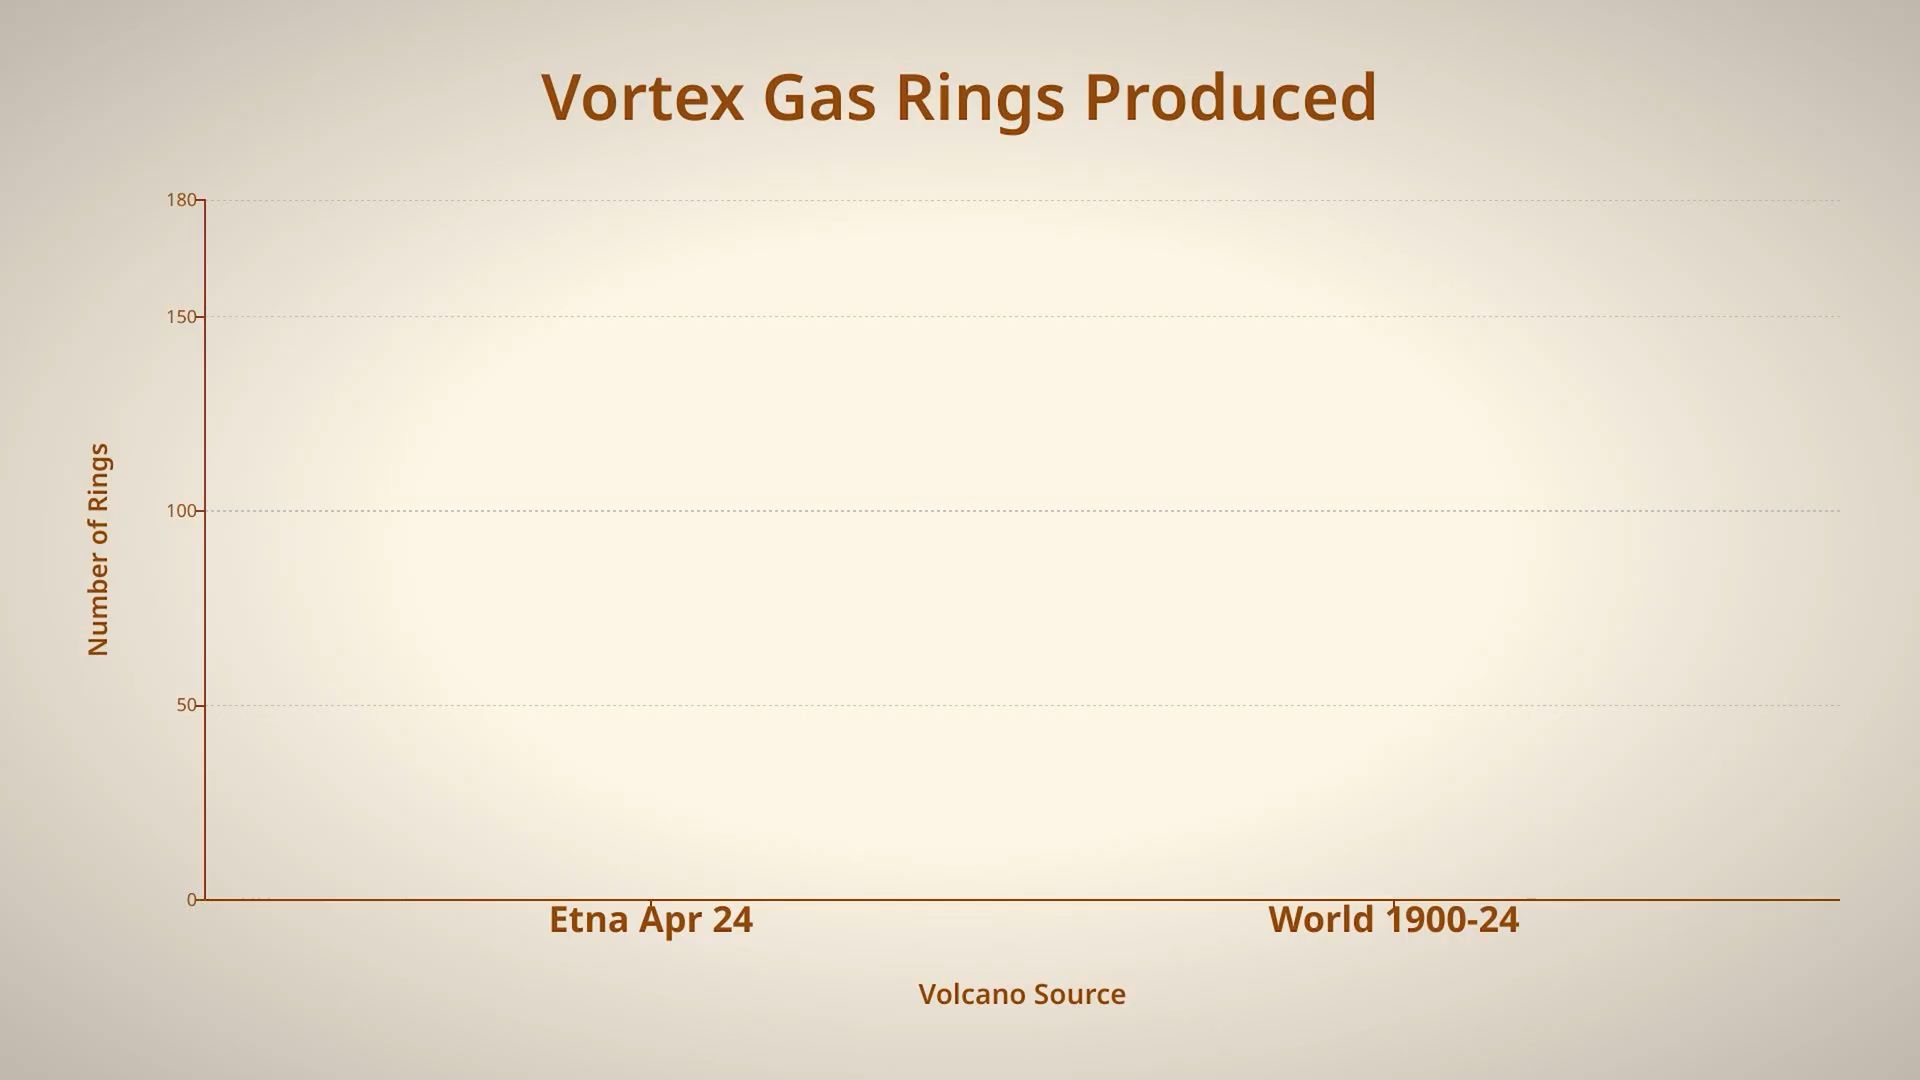 Vortex Gas Rings Produced
180
150
100
50
0
Number of Rings
Etna Apr 24
World 1900-24
Volcano Source